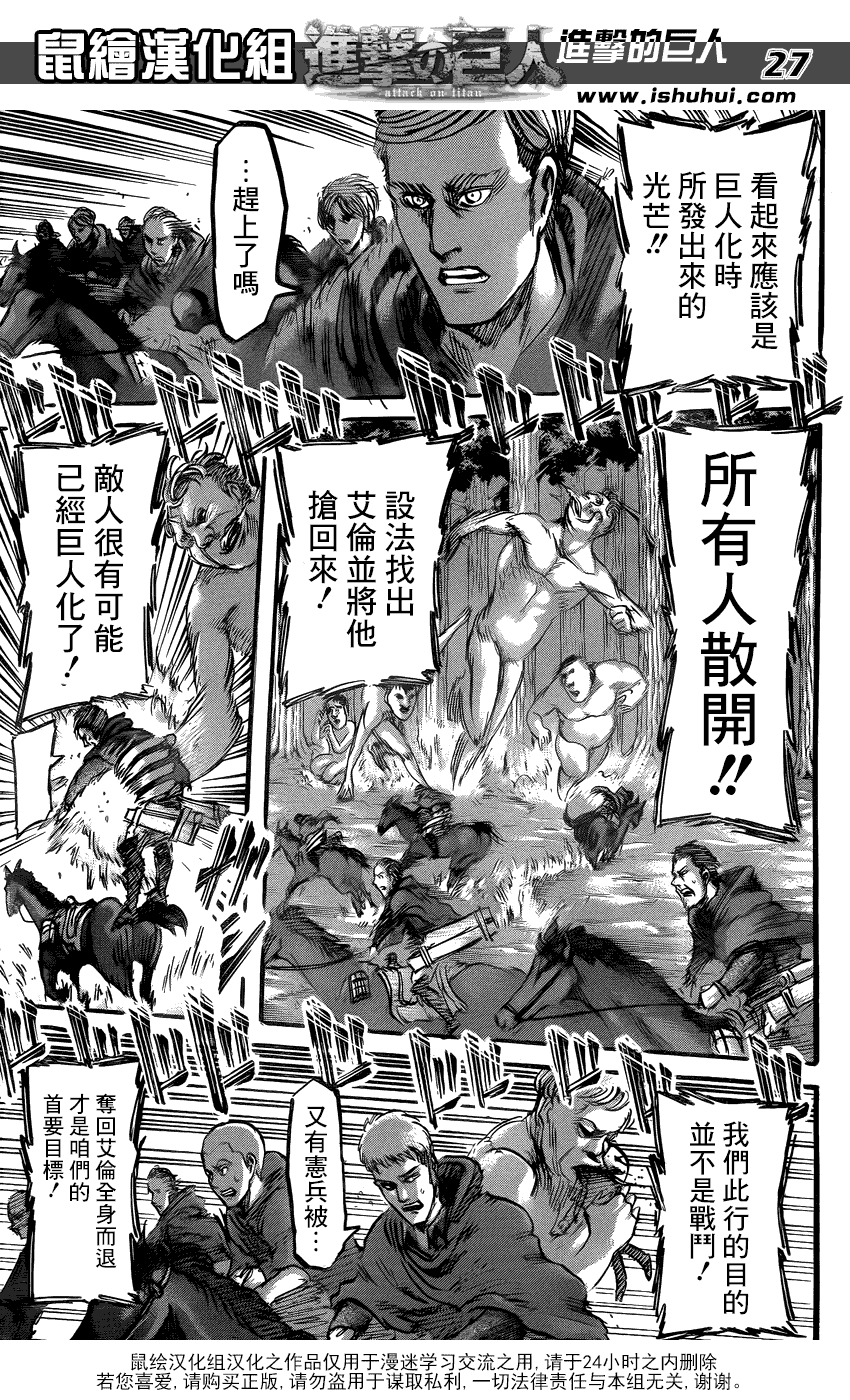 鼠繪漢化組
進撃の巨人
attack on titan
進擊的巨人
27
www.ishuhui.com
看起來應該是
巨人化時
所發出來的
光芒!!
…趕上了嗎
所有人散開!!
設法找出
艾倫並將他
搶回來!
敵人很有可能
已經巨人化了!
我們此行的目的
並不是戰鬥!
又有憲兵被…
奪回艾倫全身而退
才是咱們的
首要目標!
鼠绘汉化组汉化之作品仅用于漫迷学习交流之用,请于24小时之内删除
若您喜爱,请购买正版,请勿盗用于谋取私利,一切法律责任与本组无关,谢谢。